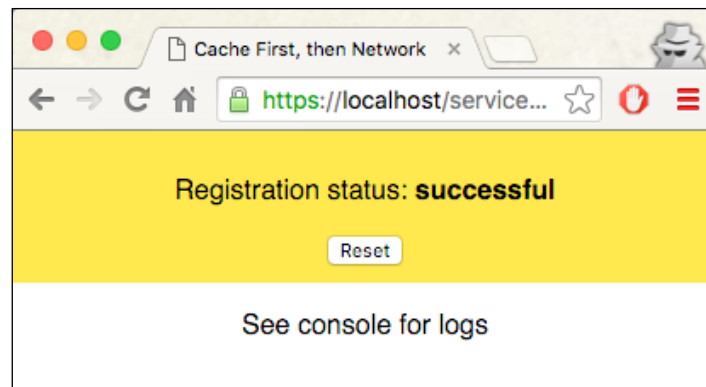 Cache First, then Network
https://localhost/service...
Registration status: successful
Reset
See console for logs